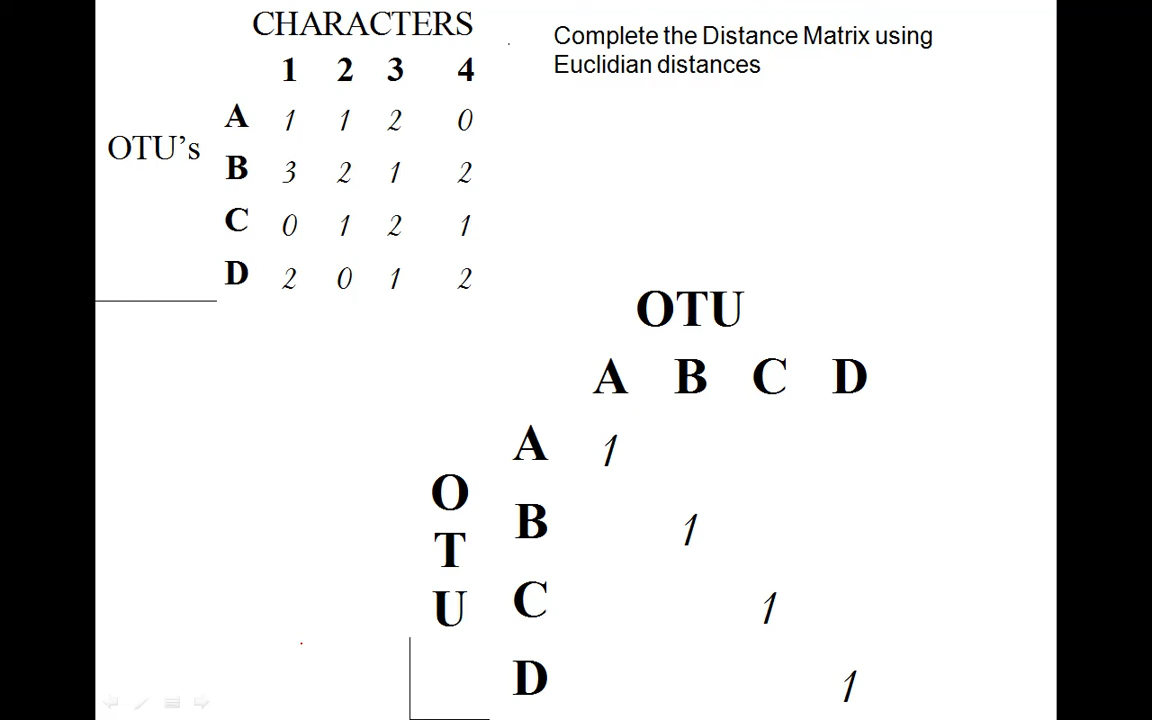 CHARACTERS
Complete the Distance Matrix using
Euclidian distances
1 2 3 4
A 1 1 2 0
OTU's
B 3 2 1 2
C 0 1 2 1
D 2 0 1 2
OTU
A B C D
A 1
O
B 1
T
C 1
U
D 1